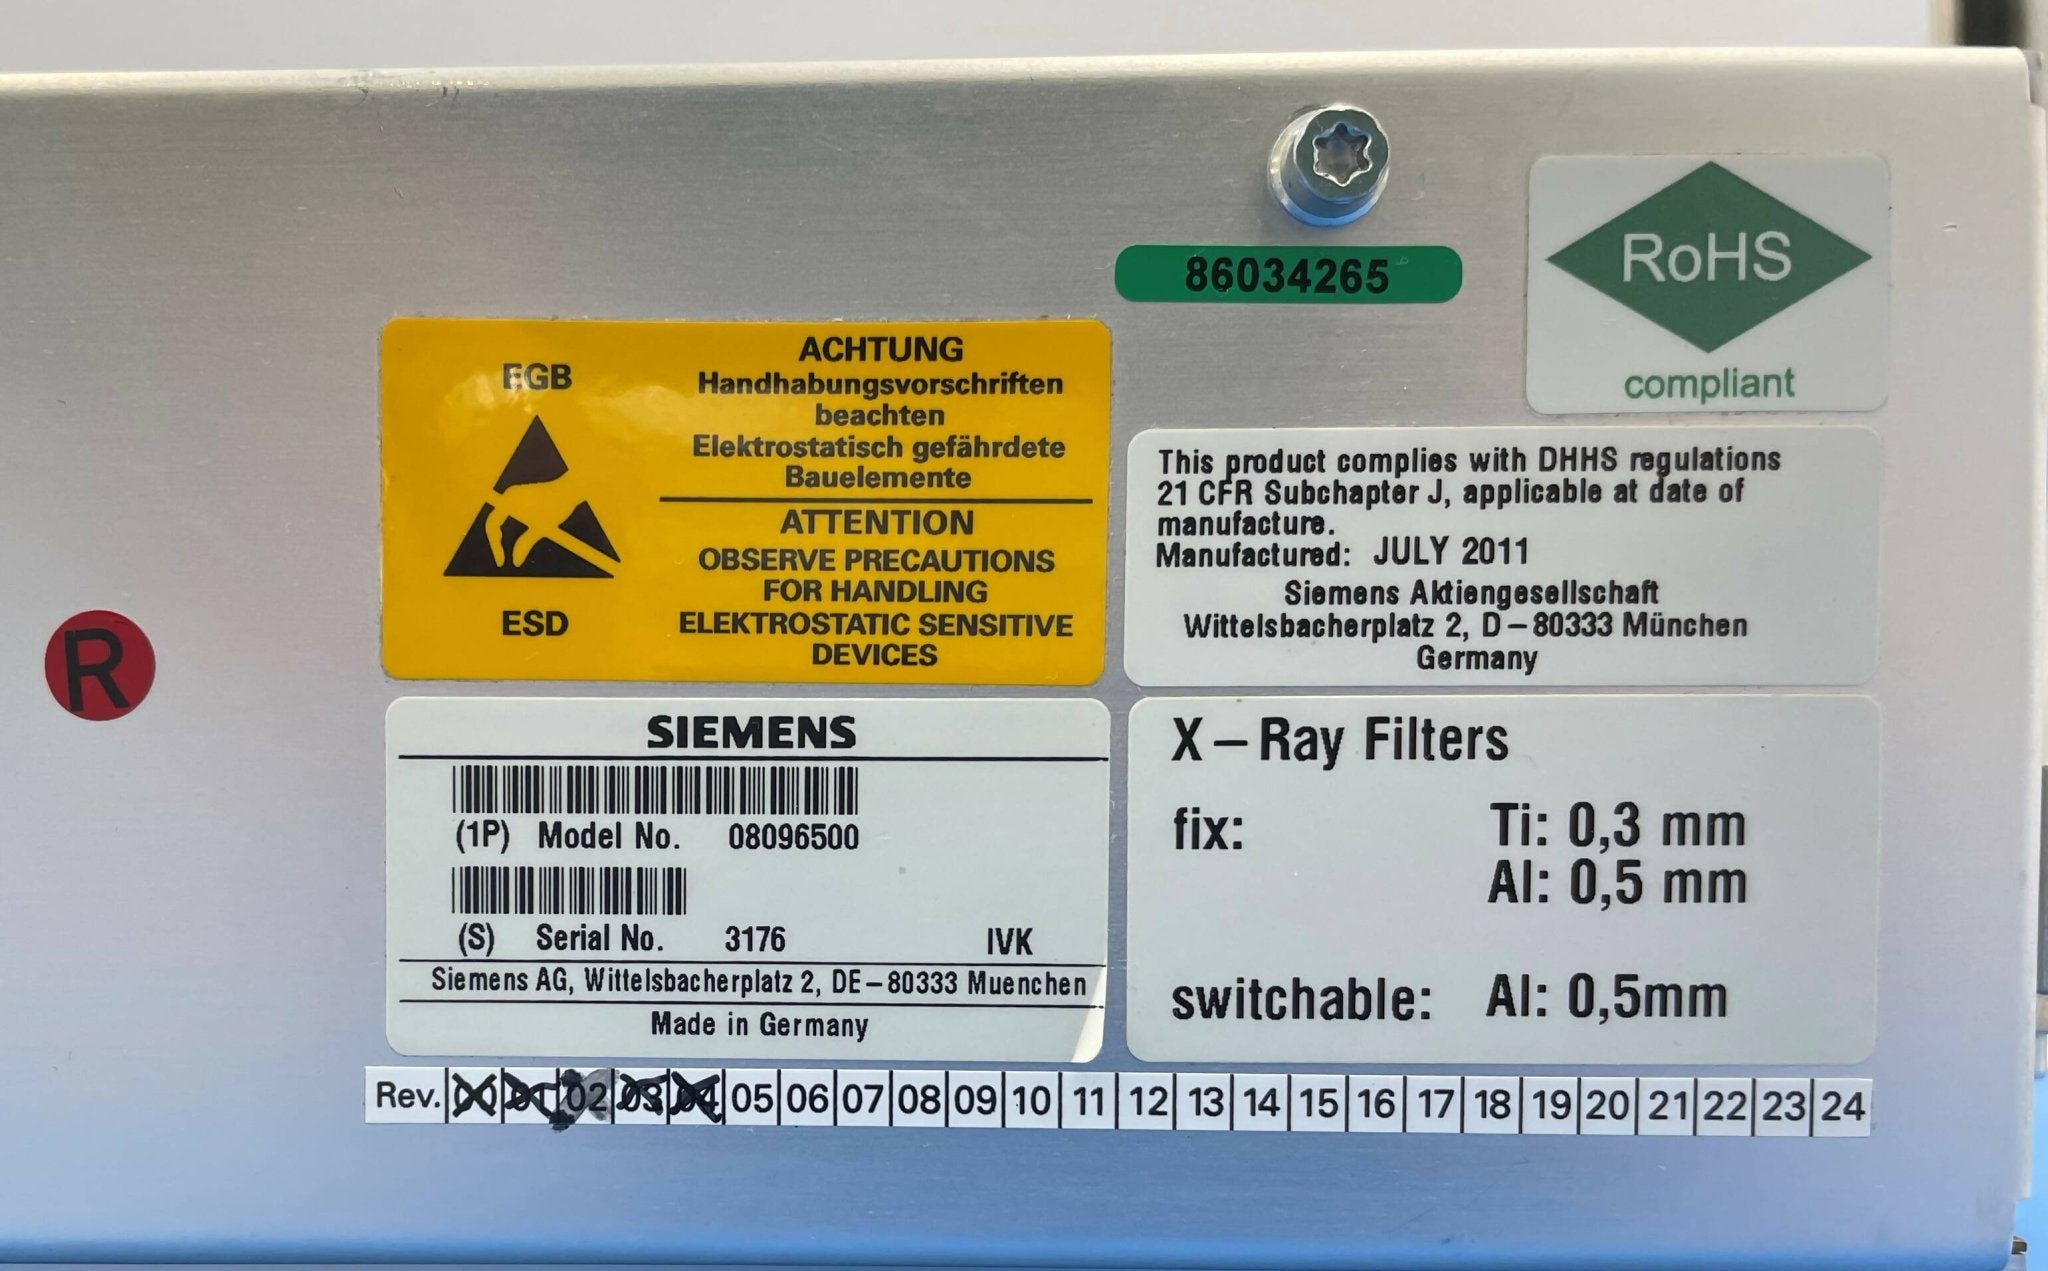 86034265
RoHS
compliant
EGB
ESD
ACHTUNG
Handhabungsvorschriften
beachten
Elektrostatisch gefährdete
Bauelemente
ATTENTION
OBSERVE PRECAUTIONS
FOR HANDLING
ELEKTROSTATIC SENSITIVE
DEVICES
This product complies with DHHS regulations
21 CFR Subchapter J, applicable at date of
manufacture.
Manufactured: JULY 2011
Siemens Aktiengesellschaft
Wittelsbacherplatz 2, D-80333 München
Germany
R
SIEMENS
(1P) Model No. 08096500
(S) Serial No. 3176 IVK
Siemens AG, Wittelsbacherplatz 2, DE-80333 Muenchen
Made in Germany
X-Ray Filters
fix: Ti: 0,3 mm
Al: 0,5 mm
switchable: Al: 0,5mm
Rev. 00 01 02 03 04 05 06 07 08 09 10 11 12 13 14 15 16 17 18 19 20 21 22 23 24